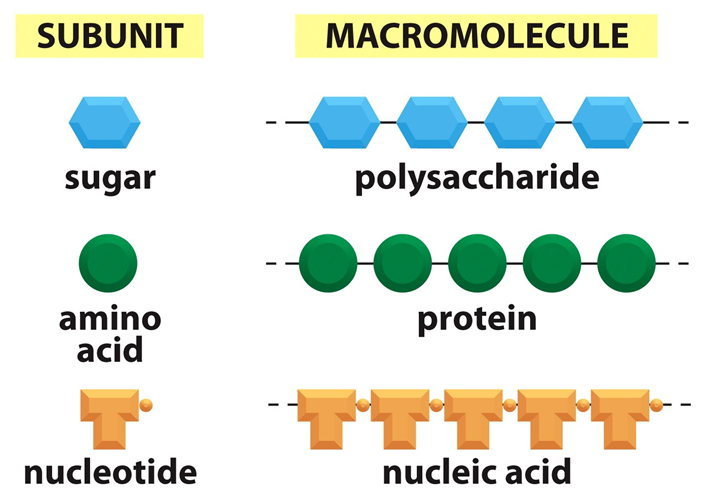 SUBUNIT
MACROMOLECULE
sugar
polysaccharide
amino
acid
protein
nucleotide
nucleic acid